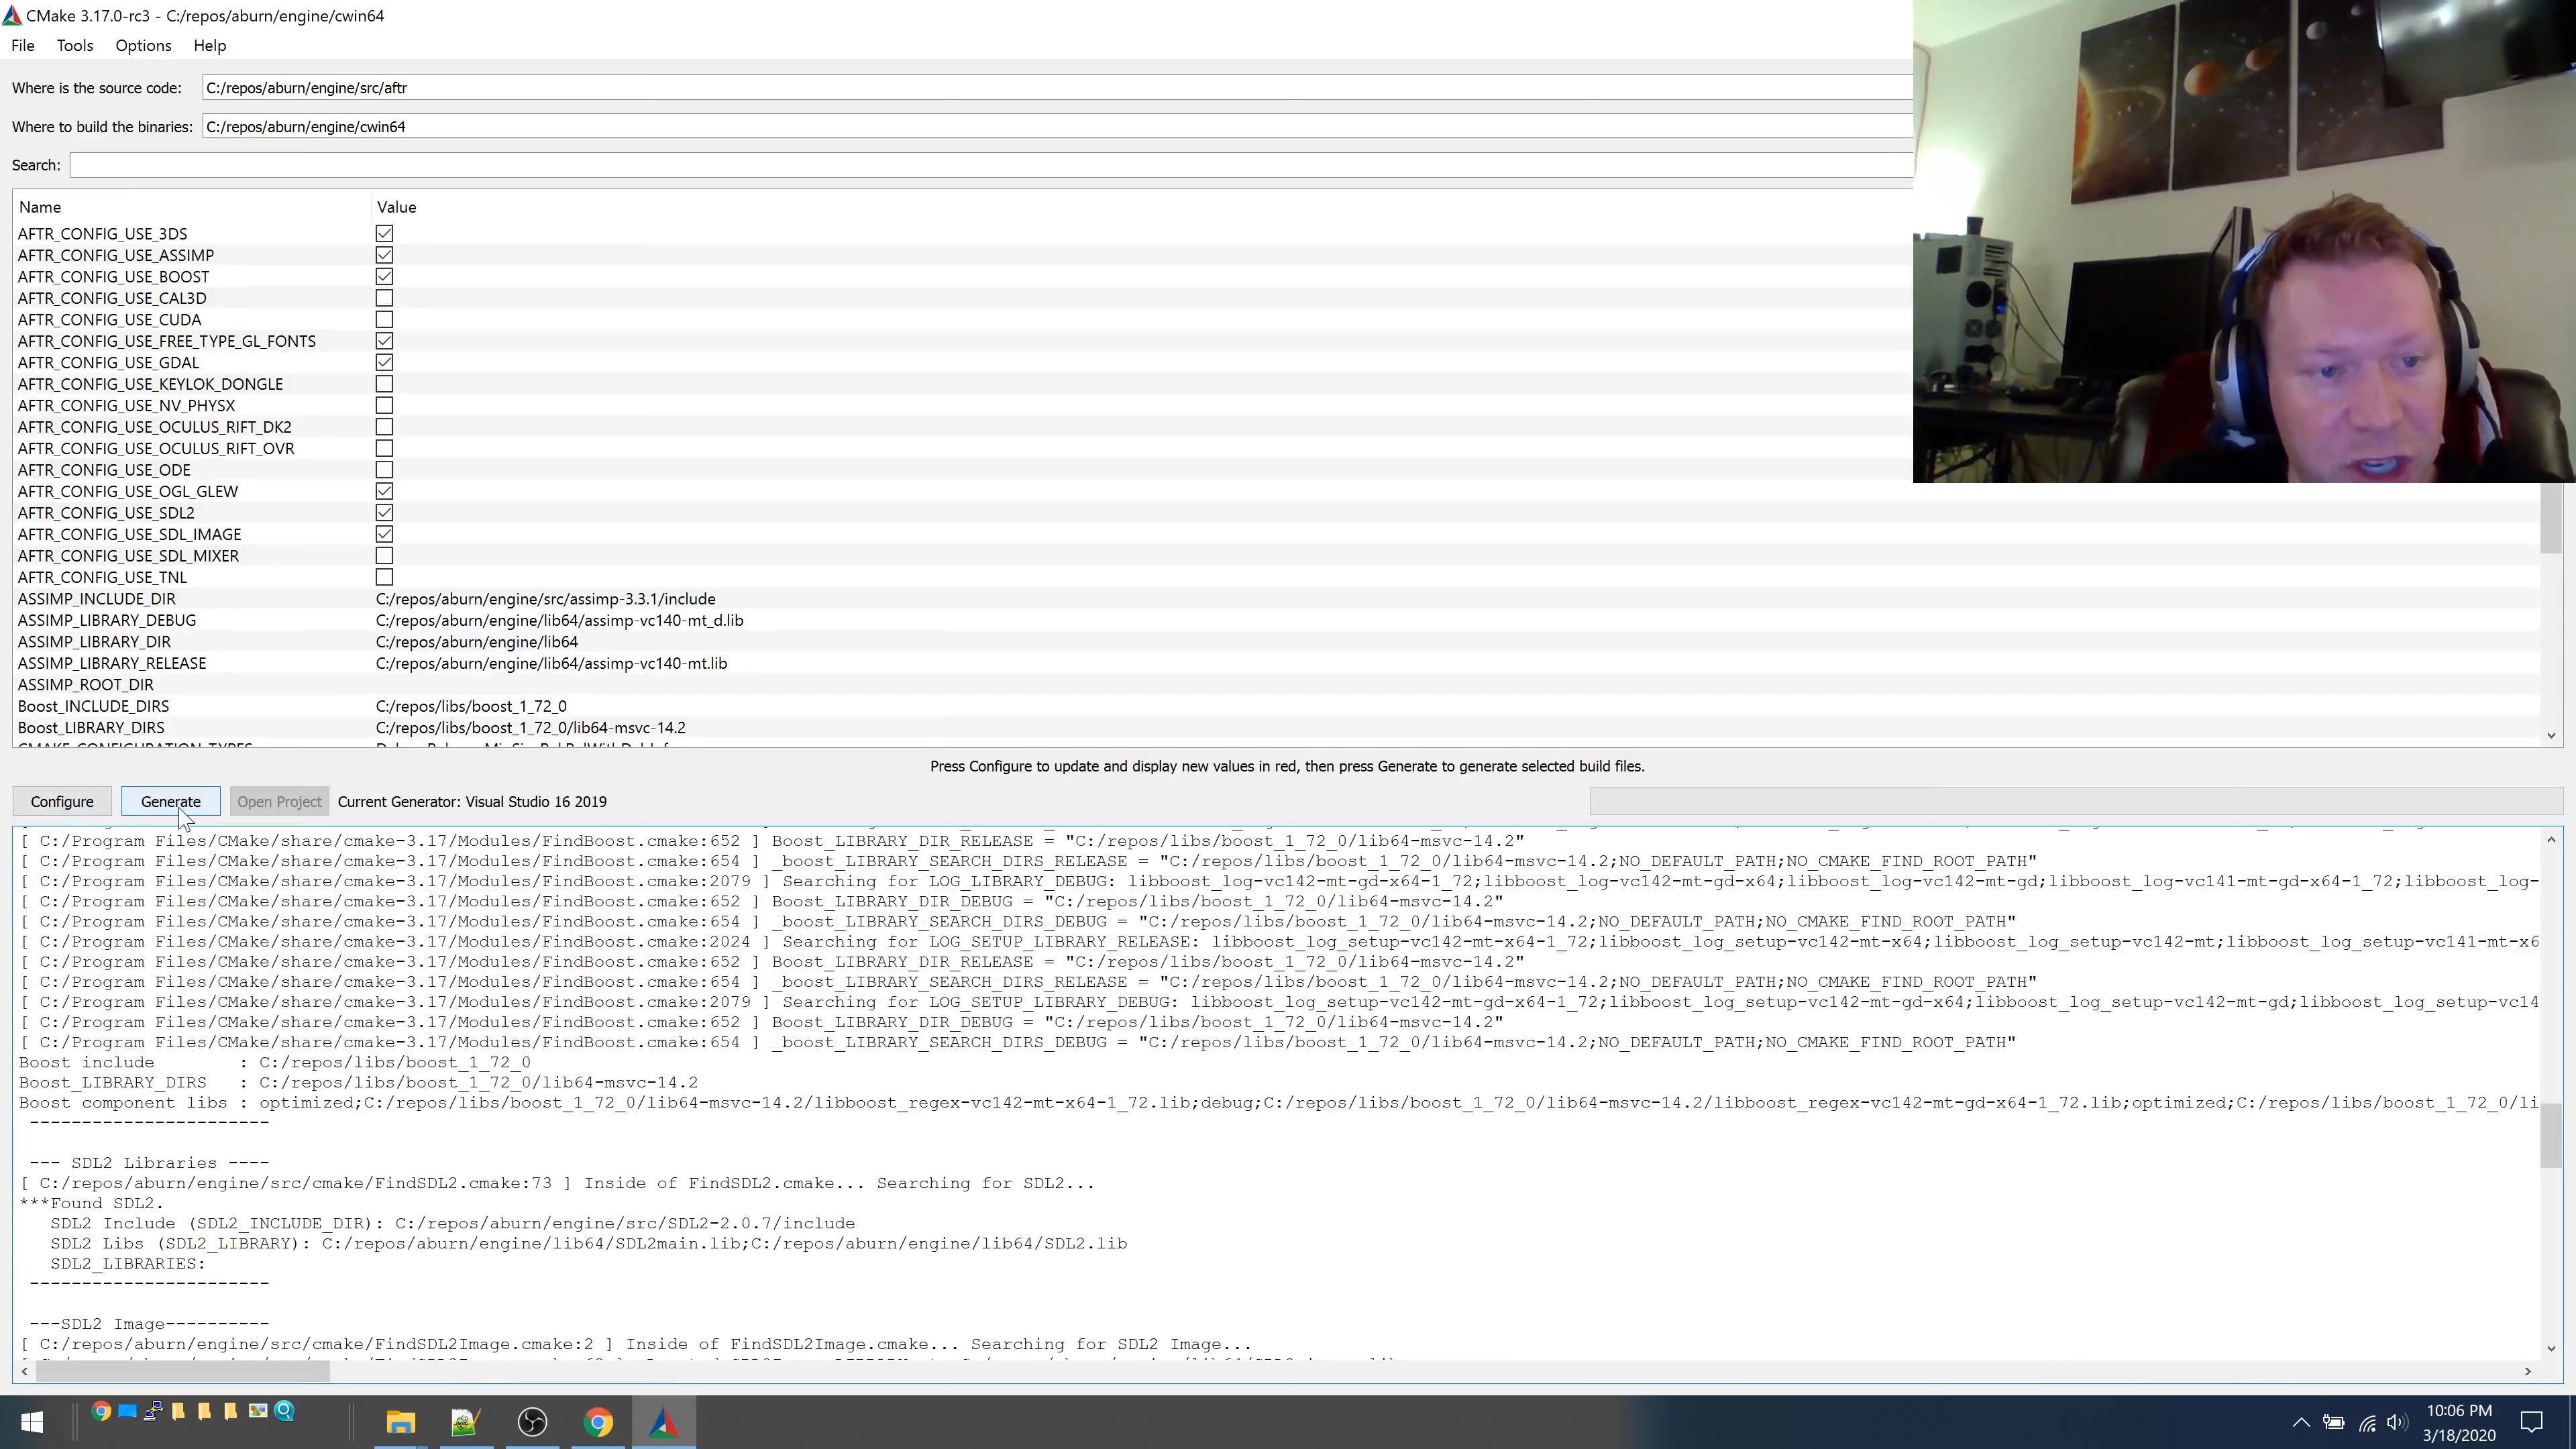 CMake 3.17.0-rc3 - C:/repos/aburn/engine/cwin64
File Tools Options Help
Where is the source code: C:/repos/aburn/engine/src/aftr
Where to build the binaries: C:/repos/aburn/engine/cwin64
Search:
Name Value
AFTR_CONFIG_USE_3DS
AFTR_CONFIG_USE_ASSIMP
AFTR_CONFIG_USE_BOOST
AFTR_CONFIG_USE_CAL3D
AFTR_CONFIG_USE_CUDA
AFTR_CONFIG_USE_FREE_TYPE_GL_FONTS
AFTR_CONFIG_USE_GDAL
AFTR_CONFIG_USE_KEYLOK_DONGLE
AFTR_CONFIG_USE_NV_PHYSX
AFTR_CONFIG_USE_OCULUS_RIFT_DK2
AFTR_CONFIG_USE_OCULUS_RIFT_OVR
AFTR_CONFIG_USE_ODE
AFTR_CONFIG_USE_OGL_GLEW
AFTR_CONFIG_USE_SDL2
AFTR_CONFIG_USE_SDL_IMAGE
AFTR_CONFIG_USE_SDL_MIXER
AFTR_CONFIG_USE_TNL
ASSIMP_INCLUDE_DIR C:/repos/aburn/engine/src/assimp-3.3.1/include
ASSIMP_LIBRARY_DEBUG C:/repos/aburn/engine/lib64/assimp-vc140-mt_d.lib
ASSIMP_LIBRARY_DIR C:/repos/aburn/engine/lib64
ASSIMP_LIBRARY_RELEASE C:/repos/aburn/engine/lib64/assimp-vc140-mt.lib
ASSIMP_ROOT_DIR
Boost_INCLUDE_DIRS C:/repos/libs/boost_1_72_0
Boost_LIBRARY_DIRS C:/repos/libs/boost_1_72_0/lib64-msvc-14.2
Press Configure to update and display new values in red, then press Generate to generate selected build files.
Configure Generate Open Project Current Generator: Visual Studio 16 2019
[ C:/Program Files/CMake/share/cmake-3.17/Modules/FindBoost.cmake:652 ] Boost_LIBRARY_DIR_RELEASE = "C:/repos/libs/boost_1_72_0/lib64-msvc-14.2"
[ C:/Program Files/CMake/share/cmake-3.17/Modules/FindBoost.cmake:654 ] _boost_LIBRARY_SEARCH_DIRS_RELEASE = "C:/repos/libs/boost_1_72_0/lib64-msvc-14.2;NO_DEFAULT_PATH;NO_CMAKE_FIND_ROOT_PATH"
[ C:/Program Files/CMake/share/cmake-3.17/Modules/FindBoost.cmake:2079 ] Searching for LOG_LIBRARY_DEBUG: libboost_log-vc142-mt-gd-x64-1_72;libboost_log-vc142-mt-gd-x64;libboost_log-vc142-mt-gd;libboost_log-vc141-mt-gd-x64-1_72;libboost_log-
[ C:/Program Files/CMake/share/cmake-3.17/Modules/FindBoost.cmake:652 ] Boost_LIBRARY_DIR_DEBUG = "C:/repos/libs/boost_1_72_0/lib64-msvc-14.2"
[ C:/Program Files/CMake/share/cmake-3.17/Modules/FindBoost.cmake:654 ] _boost_LIBRARY_SEARCH_DIRS_DEBUG = "C:/repos/libs/boost_1_72_0/lib64-msvc-14.2;NO_DEFAULT_PATH;NO_CMAKE_FIND_ROOT_PATH"
[ C:/Program Files/CMake/share/cmake-3.17/Modules/FindBoost.cmake:2024 ] Searching for LOG_SETUP_LIBRARY_RELEASE: libboost_log_setup-vc142-mt-x64-1_72;libboost_log_setup-vc142-mt-x64;libboost_log_setup-vc142-mt;libboost_log_setup-vc141-mt-x6
[ C:/Program Files/CMake/share/cmake-3.17/Modules/FindBoost.cmake:652 ] Boost_LIBRARY_DIR_RELEASE = "C:/repos/libs/boost_1_72_0/lib64-msvc-14.2"
[ C:/Program Files/CMake/share/cmake-3.17/Modules/FindBoost.cmake:654 ] _boost_LIBRARY_SEARCH_DIRS_RELEASE = "C:/repos/libs/boost_1_72_0/lib64-msvc-14.2;NO_DEFAULT_PATH;NO_CMAKE_FIND_ROOT_PATH"
[ C:/Program Files/CMake/share/cmake-3.17/Modules/FindBoost.cmake:2079 ] Searching for LOG_SETUP_LIBRARY_DEBUG: libboost_log_setup-vc142-mt-gd-x64-1_72;libboost_log_setup-vc142-mt-gd-x64;libboost_log_setup-vc142-mt-gd;libboost_log_setup-vc14
[ C:/Program Files/CMake/share/cmake-3.17/Modules/FindBoost.cmake:652 ] Boost_LIBRARY_DIR_DEBUG = "C:/repos/libs/boost_1_72_0/lib64-msvc-14.2"
[ C:/Program Files/CMake/share/cmake-3.17/Modules/FindBoost.cmake:654 ] _boost_LIBRARY_SEARCH_DIRS_DEBUG = "C:/repos/libs/boost_1_72_0/lib64-msvc-14.2;NO_DEFAULT_PATH;NO_CMAKE_FIND_ROOT_PATH"
Boost include : C:/repos/libs/boost_1_72_0
Boost_LIBRARY_DIRS : C:/repos/libs/boost_1_72_0/lib64-msvc-14.2
Boost component libs : optimized;C:/repos/libs/boost_1_72_0/lib64-msvc-14.2/libboost_regex-vc142-mt-x64-1_72.lib;debug;C:/repos/libs/boost_1_72_0/lib64-msvc-14.2/libboost_regex-vc142-mt-gd-x64-1_72.lib;optimized;C:/repos/libs/boost_1_72_0/li
-----------------------
--- SDL2 Libraries ----
[ C:/repos/aburn/engine/src/cmake/FindSDL2.cmake:73 ] Inside of FindSDL2.cmake... Searching for SDL2...
***Found SDL2.
SDL2 Include (SDL2_INCLUDE_DIR): C:/repos/aburn/engine/src/SDL2-2.0.7/include
SDL2 Libs (SDL2_LIBRARY): C:/repos/aburn/engine/lib64/SDL2main.lib;C:/repos/aburn/engine/lib64/SDL2.lib
SDL2_LIBRARIES:
-----------------------
---SDL2 Image----------
[ C:/repos/aburn/engine/src/cmake/FindSDL2Image.cmake:2 ] Inside of FindSDL2Image.cmake... Searching for SDL2 Image...
10:06 PM
3/18/2020